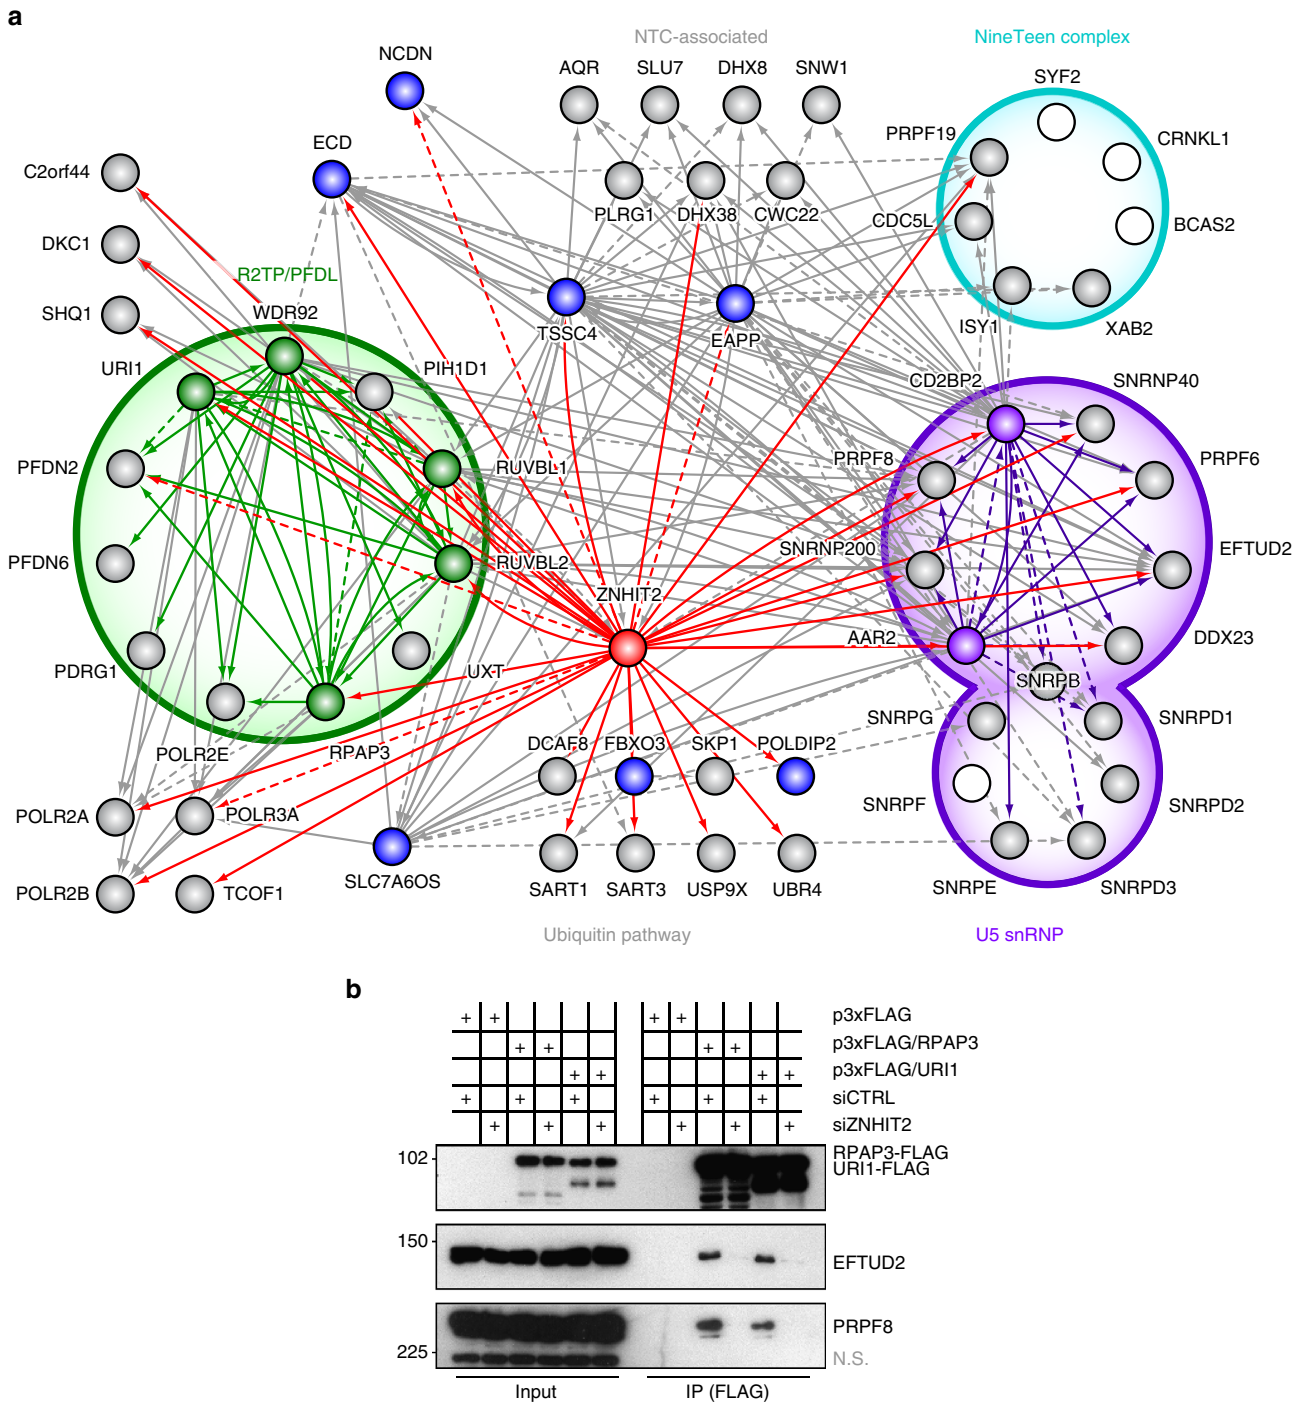 a
NTC-associated
NineTeen complex
NCDN
AQR
SLU7
DHX8
SNW1
SYF2
ECD
PRPF19
CRNKL1
C2orf44
PLRG1
DHX38
CWC22
CDC5L
BCAS2
DKC1
R2TP/PFDL
SHQ1
WDR92
TSSC4
EAPP
ISY1
XAB2
URI1
PIH1D1
CD2BP2
SNRNP40
PFDN2
RUVBL1
PRPF8
PRPF6
PFDN6
RUVBL2
SNRNP200
EFTUD2
ZNHIT2
PDRG1
UXT
AAR2
DDX23
SNRPB
POLR2E
RPAP3
DCAF8
FBXO3
SKP1
POLDIP2
SNRPG
SNRPD1
POLR2A
POLR3A
SNRPF
SNRPD2
POLR2B
TCOF1
SLC7A6OS
SART1
SART3
USP9X
UBR4
SNRPE
SNRPD3
Ubiquitin pathway
U5 snRNP
b
+ + + + p3xFLAG
+ + + + p3xFLAG/RPAP3
+ + + + p3xFLAG/URI1
+ + + + + + siCTRL
+ + + + + + siZNHIT2
102
RPAP3-FLAG
URI1-FLAG
150
EFTUD2
PRPF8
225
N.S.
Input
IP (FLAG)